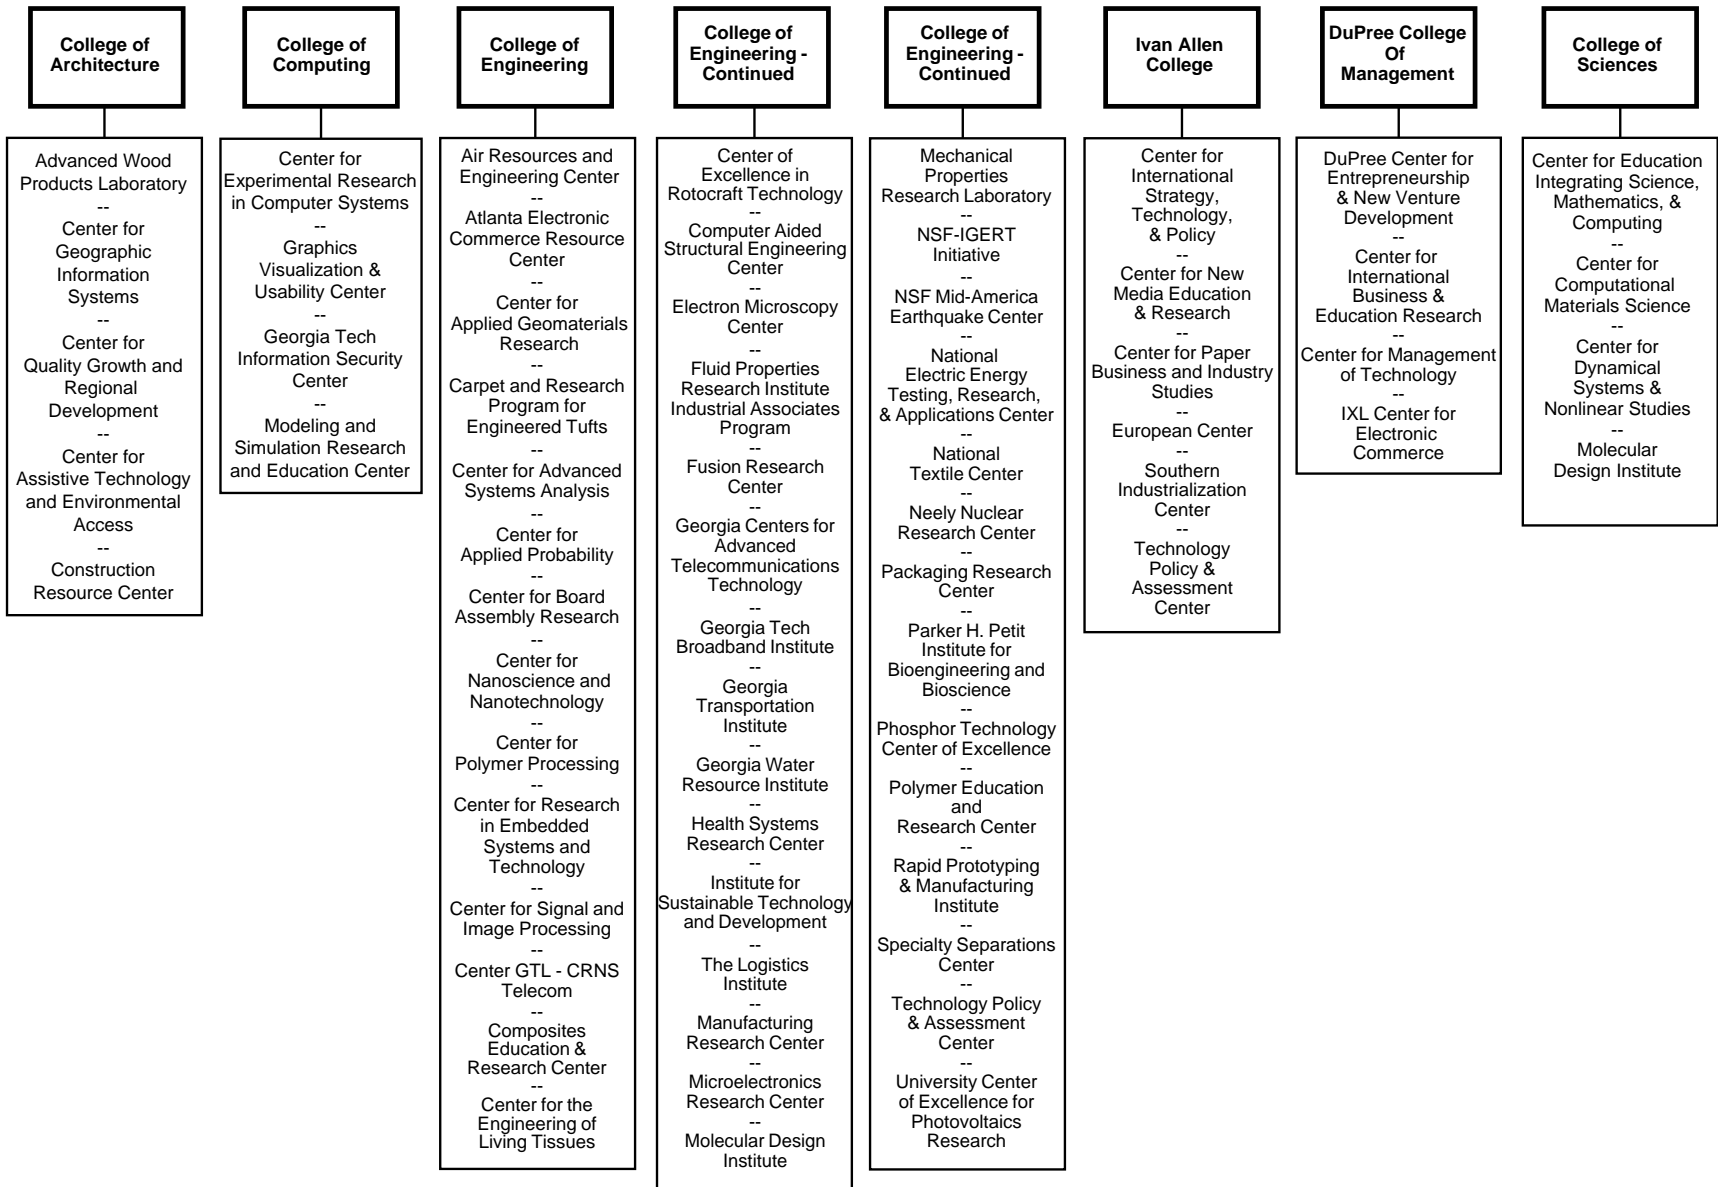 College of
Architecture
Advanced Wood
Products Laboratory
--
Center for
Geographic
Information
Systems
--
Center for
Quality Growth and
Regional
Development
--
Center for
Assistive Technology
and Environmental
Access
--
Construction
Resource Center
College of
Computing
Center for
Experimental Research
in Computer Systems
--
Graphics
Visualization &
Usability Center
--
Georgia Tech
Information Security
Center
--
Modeling and
Simulation Research
and Education Center
College of
Engineering
Air Resources and
Engineering Center
--
Atlanta Electronic
Commerce Resource
Center
--
Center for
Applied Geomaterials
Research
--
Carpet and Research
Program for
Engineered Tufts
--
Center for Advanced
Systems Analysis
--
Center for
Applied Probability
--
Center for Board
Assembly Research
--
Center for
Nanoscience and
Nanotechnology
--
Center for
Polymer Processing
--
Center for Research
in Embedded
Systems and
Technology
--
Center for Signal and
Image Processing
--
Center GTL - CRNS
Telecom
--
Composites
Education &
Research Center
--
Center for the
Engineering of
Living Tissues
College of
Engineering -
Continued
Center of
Excellence in
Rotocraft Technology
--
Computer Aided
Structural Engineering
Center
--
Electron Microscopy
Center
--
Fluid Properties
Research Institute
Industrial Associates
Program
--
Fusion Research
Center
--
Georgia Centers for
Advanced
Telecommunications
Technology
--
Georgia Tech
Broadband Institute
--
Georgia
Transportation
Institute
--
Georgia Water
Resource Institute
--
Health Systems
Research Center
--
Institute for
Sustainable Technology
and Development
--
The Logistics
Institute
--
Manufacturing
Research Center
--
Microelectronics
Research Center
--
Molecular Design
Institute
College of
Engineering -
Continued
Mechanical
Properties
Research Laboratory
--
NSF-IGERT
Initiative
--
NSF Mid-America
Earthquake Center
--
National
Electric Energy
Testing, Research,
& Applications Center
--
National
Textile Center
--
Neely Nuclear
Research Center
--
Packaging Research
Center
--
Parker H. Petit
Institute for
Bioengineering and
Bioscience
--
Phosphor Technology
Center of Excellence
--
Polymer Education
and
Research Center
--
Rapid Prototyping
& Manufacturing
Institute
--
Specialty Separations
Center
--
Technology Policy
& Assessment
Center
--
University Center
of Excellence for
Photovoltaics
Research
Ivan Allen
College
Center for
International
Strategy,
Technology,
& Policy
--
Center for New
Media Education
& Research
--
Center for Paper
Business and Industry
Studies
--
European Center
--
Southern
Industrialization
Center
--
Technology
Policy &
Assessment
Center
DuPree College
Of
Management
DuPree Center for
Entrepreneurship
& New Venture
Development
--
Center for
International
Business &
Education Research
--
Center for Management
of Technology
--
IXL Center for
Electronic
Commerce
College of
Sciences
Center for Education
Integrating Science,
Mathematics, &
Computing
--
Center for
Computational
Materials Science
--
Center for
Dynamical
Systems &
Nonlinear Studies
--
Molecular
Design Institute